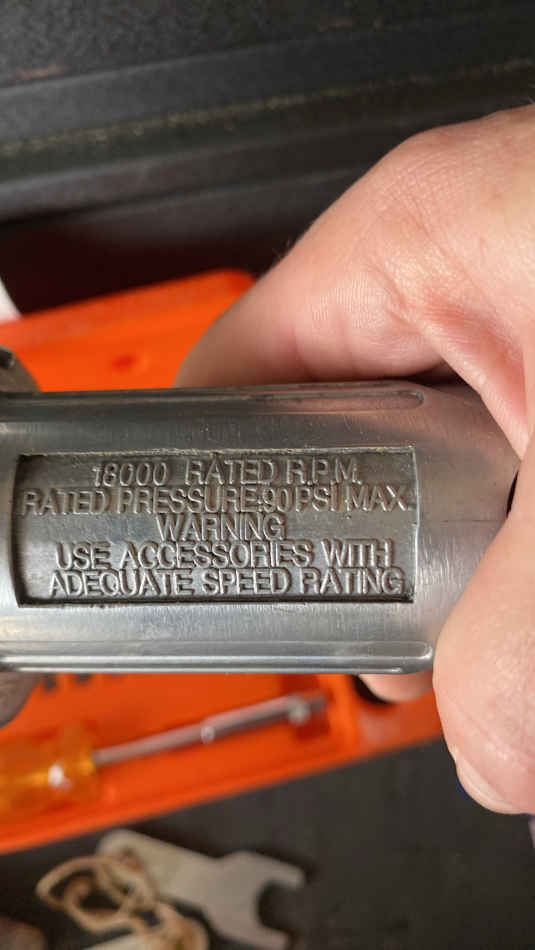 18000 RATED R.P.M.
RATED PRESSURE:90 PSI MAX.
WARNING
USE ACCESSORIES WITH
ADEQUATE SPEED RATING